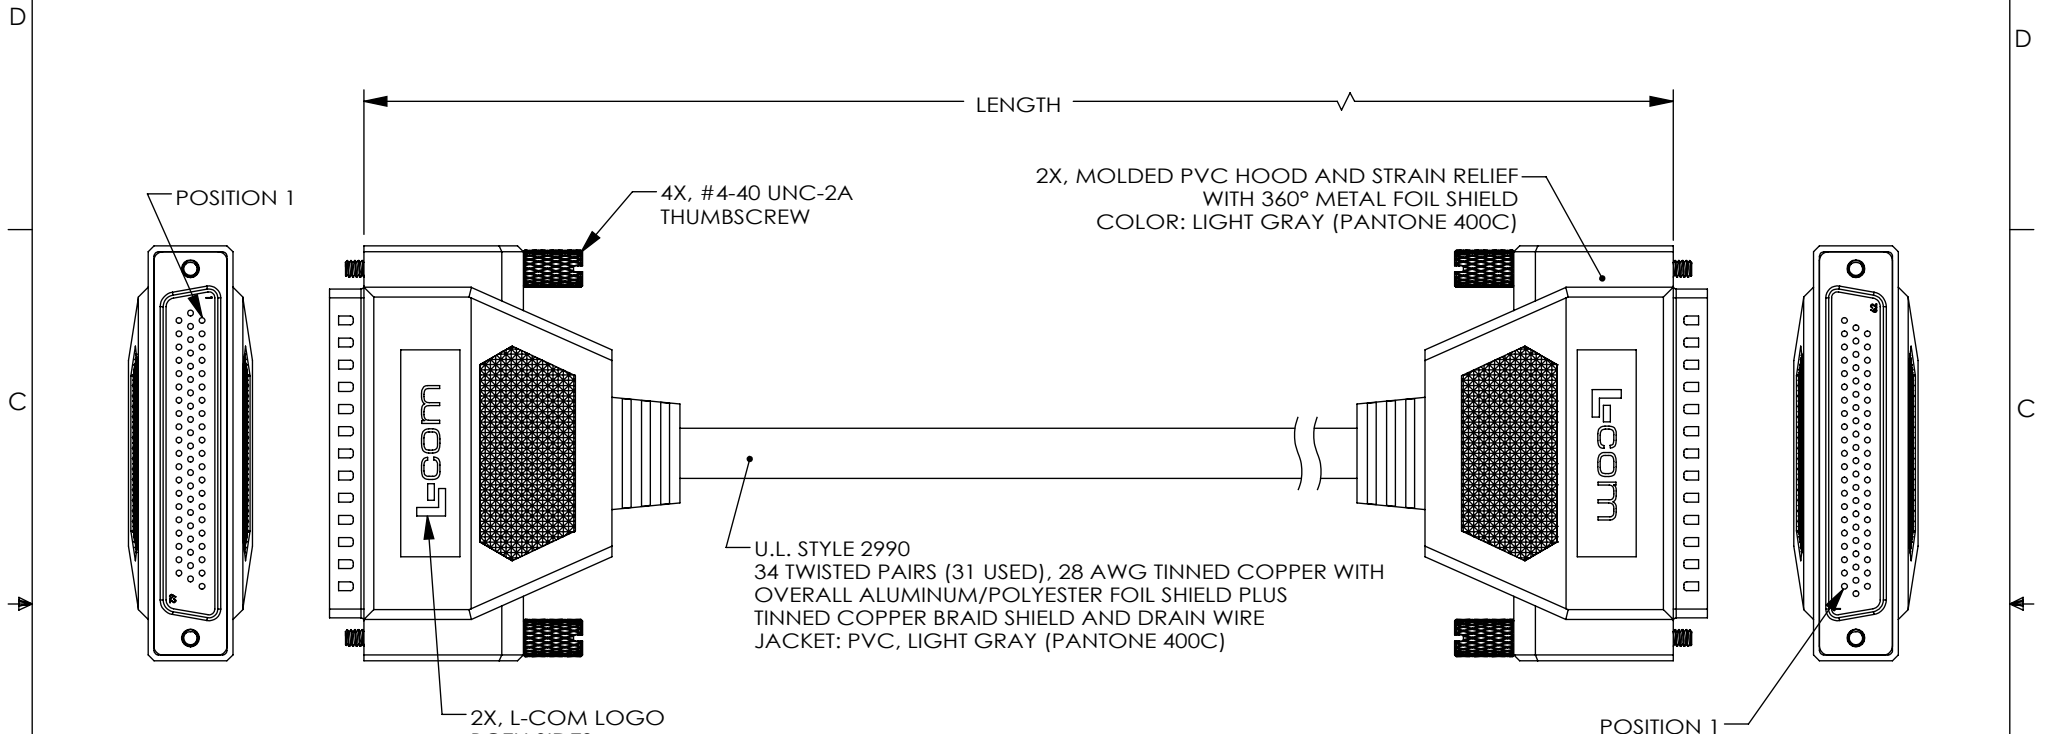 D
D
LENGTH
POSITION 1
4X, #4-40 UNC-2A
THUMBSCREW
2X, MOLDED PVC HOOD AND STRAIN RELIEF
WITH 360° METAL FOIL SHIELD
COLOR: LIGHT GRAY (PANTONE 400C)
C
C
L-com
L-com
U.L. STYLE 2990
34 TWISTED PAIRS (31 USED), 28 AWG TINNED COPPER WITH
OVERALL ALUMINUM/POLYESTER FOIL SHIELD PLUS
TINNED COPPER BRAID SHIELD AND DRAIN WIRE
JACKET: PVC, LIGHT GRAY (PANTONE 400C)
2X, L-COM LOGO
POSITION 1